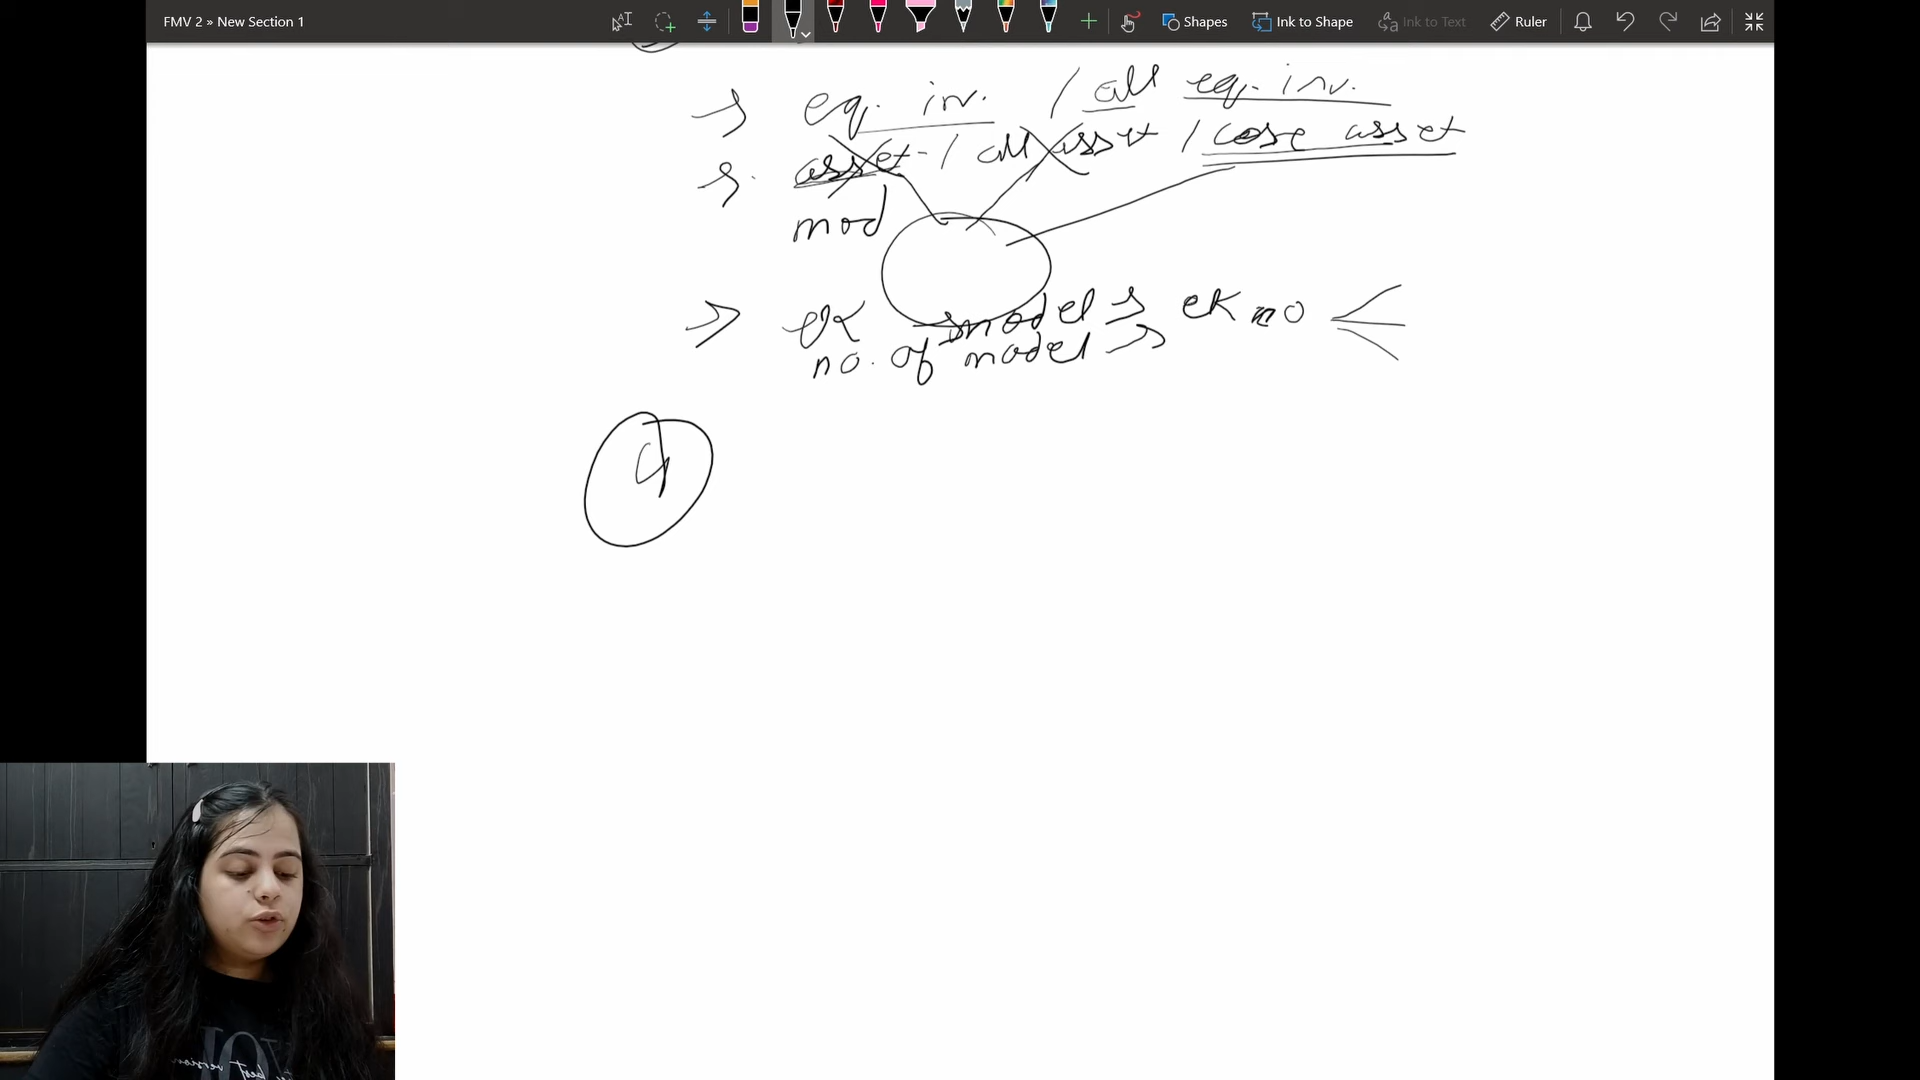 FMV 2 » New Section 1
Shapes
Ink to Shape
Ink to Text
Ruler
eq. inv. / all eq. inv.
asset / all asset / core asset
mod
ek model → ek no
no. of model →
4